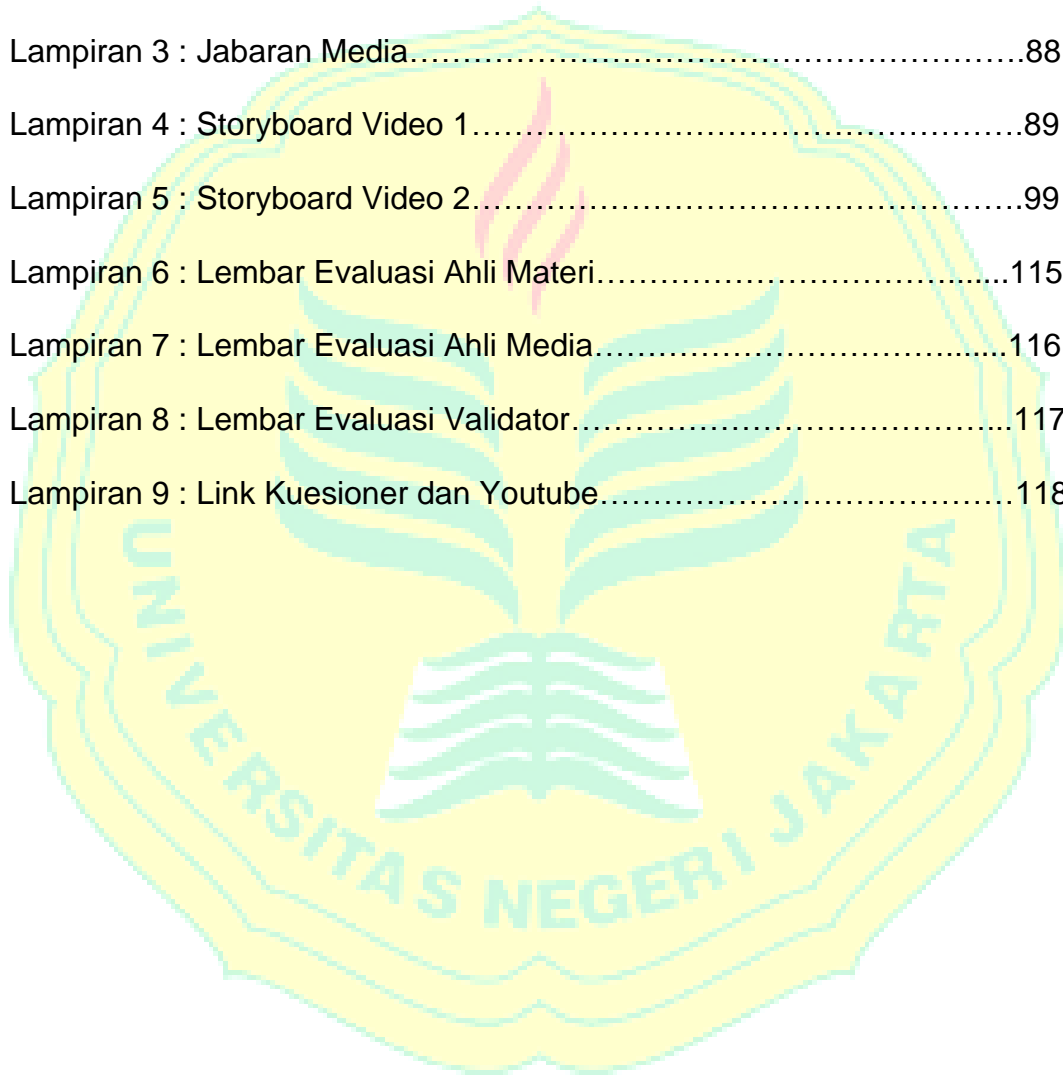 Lampiran 3 : Jabaran Media…………………………………………………….88
Lampiran 4 : Storyboard Video 1……………………………………………….89
Lampiran 5 : Storyboard Video 2……………………………………………….99
Lampiran 6 : Lembar Evaluasi Ahli Materi……………………………........115
Lampiran 7 : Lembar Evaluasi Ahli Media……………………………........116
Lampiran 8 : Lembar Evaluasi Validator…………………………………...117
Lampiran 9 : Link Kuesioner dan Youtube………………………………….118
UNIVERSITAS NEGERI JAKARTA